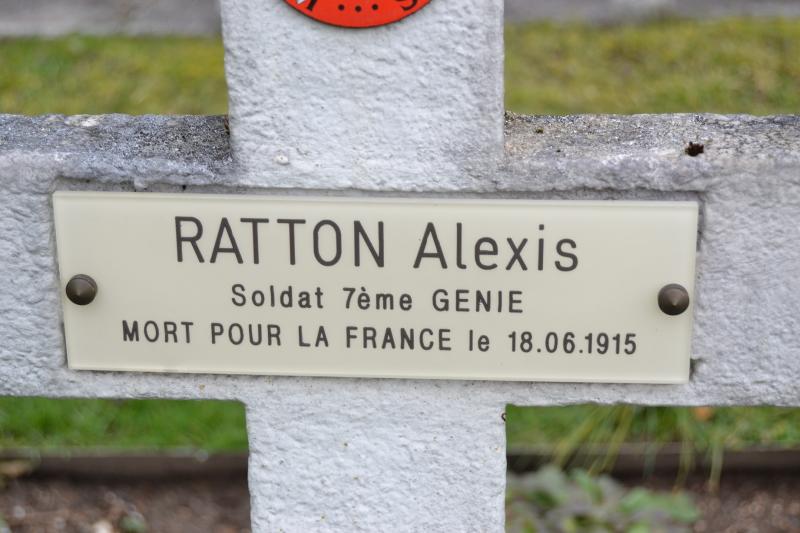 RATTON Alexis
Soldat 7ème GENIE
MORT POUR LA FRANCE le 18.06.1915